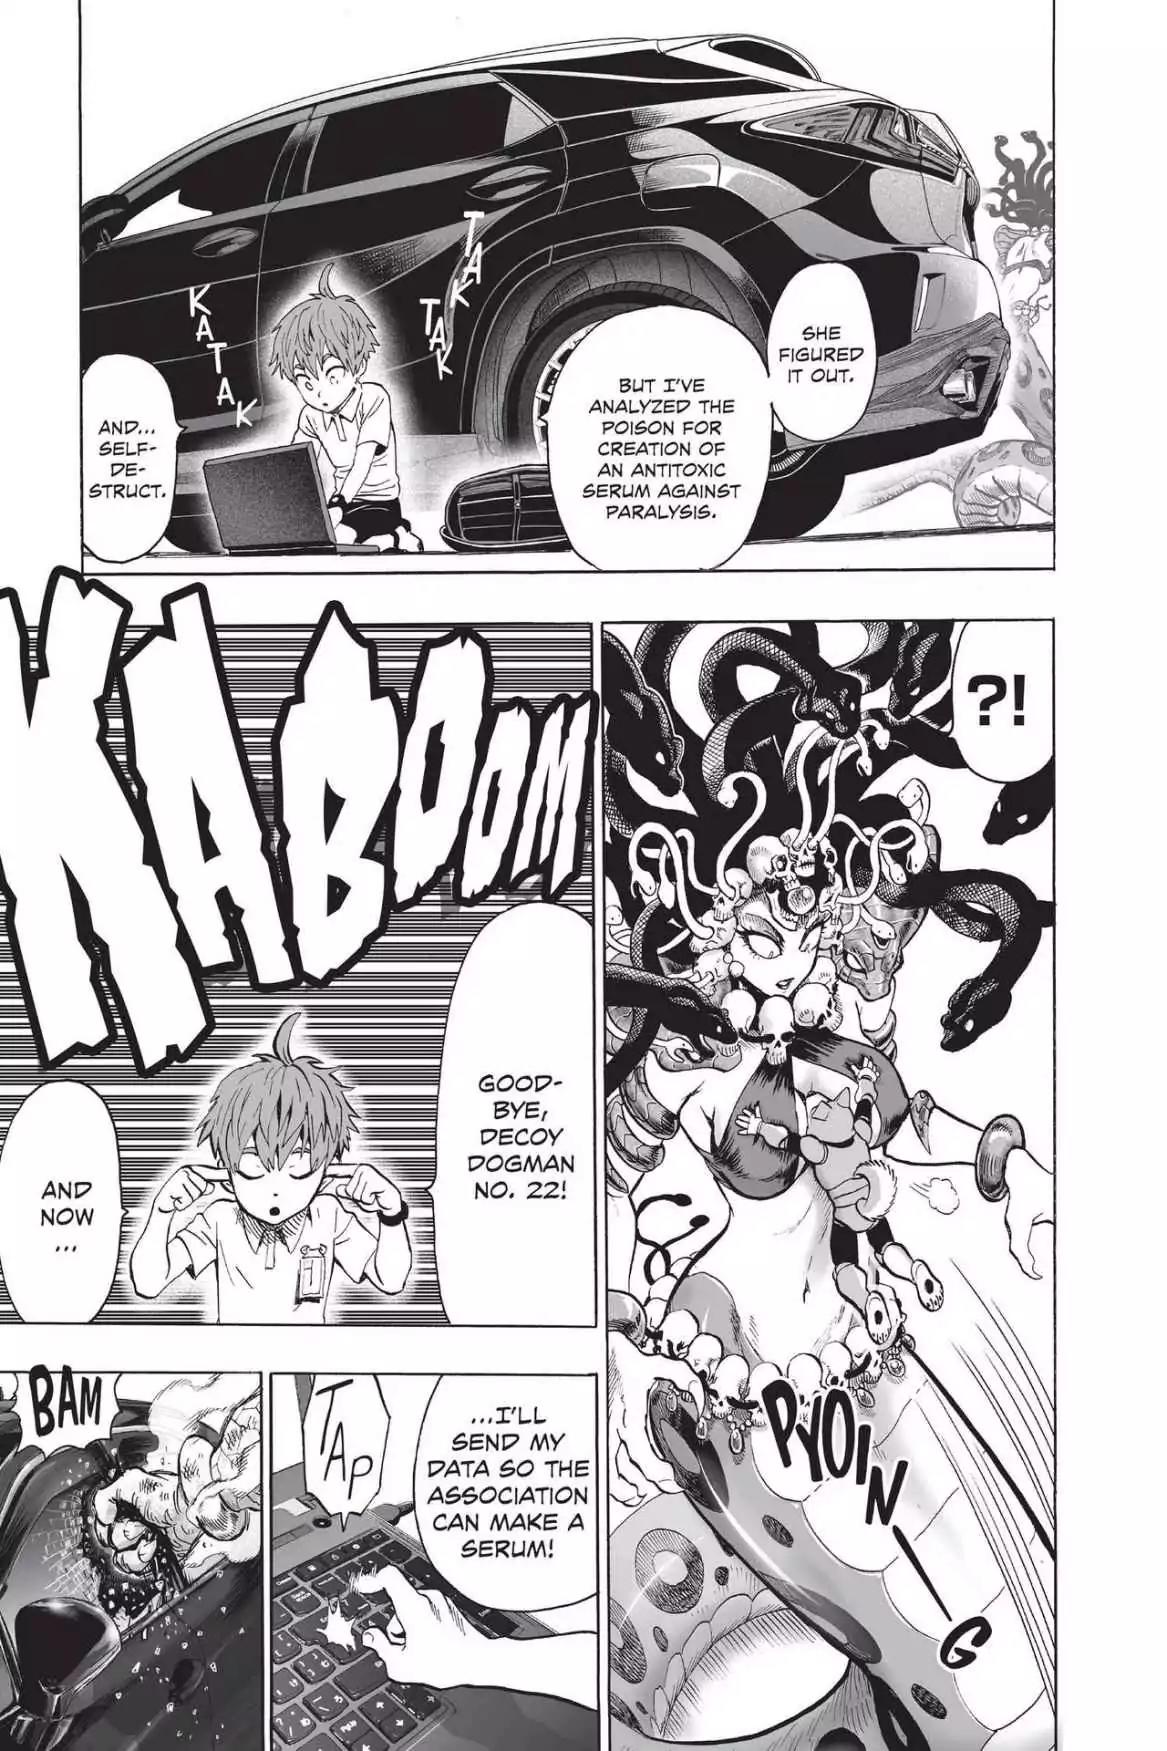 SHE
FIGURED
IT OUT.
BUT I'VE
ANALYZED THE
POISON FOR
CREATION OF
AN ANTITOXIC
SERUM AGAINST
PARALYSIS.
TAK
TAK
KATAK
AND...
SELF-
DE-
STRUCT.
?!
PYOING
KABOOM
GOOD-
BYE,
DECOY
DOGMAN
NO. 22!
AND
NOW
...
...I'LL
SEND MY
DATA SO THE
ASSOCIATION
CAN MAKE A
SERUM!
TAP
BAM